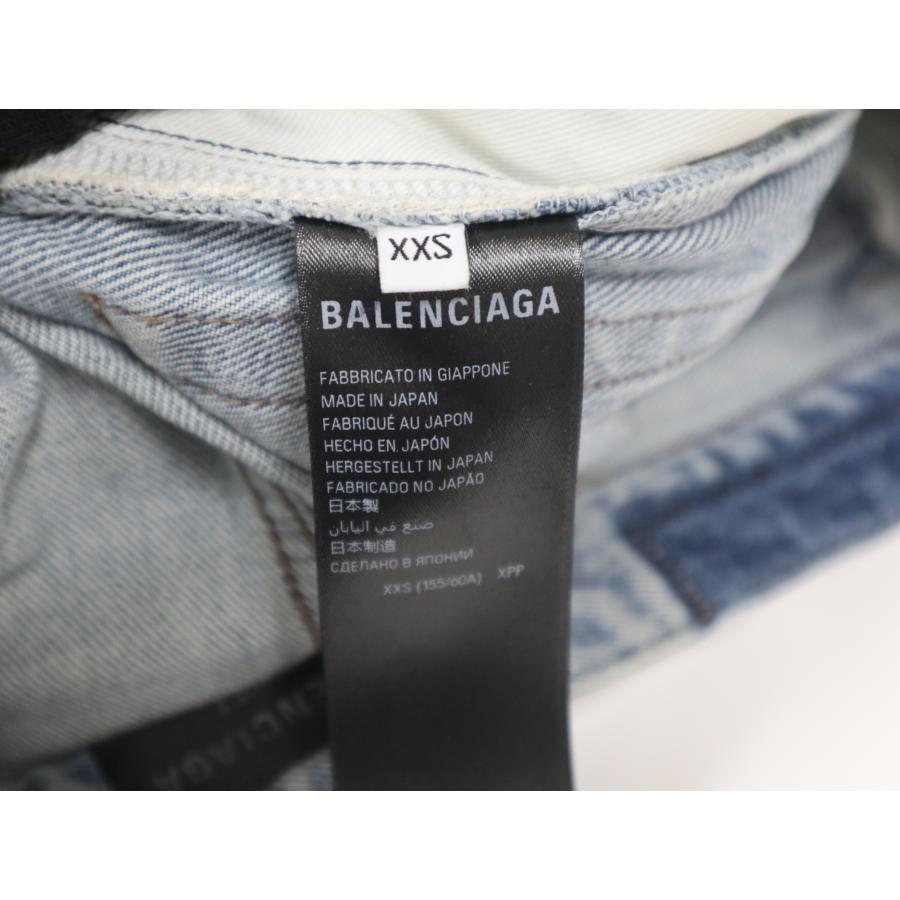 XXS
BALENCIAGA
FABBRICATO IN GIAPPONE
MADE IN JAPAN
FABRIQUÉ AU JAPON
HECHO EN JAPÓN
HERGESTELLT IN JAPAN
FABRICADO NO JAPÃO
日本製
صنع في اليابان
日本制造
СДЕЛАНО В ЯПОНИИ
XXS (155/60A) XPP
ENCIAGA